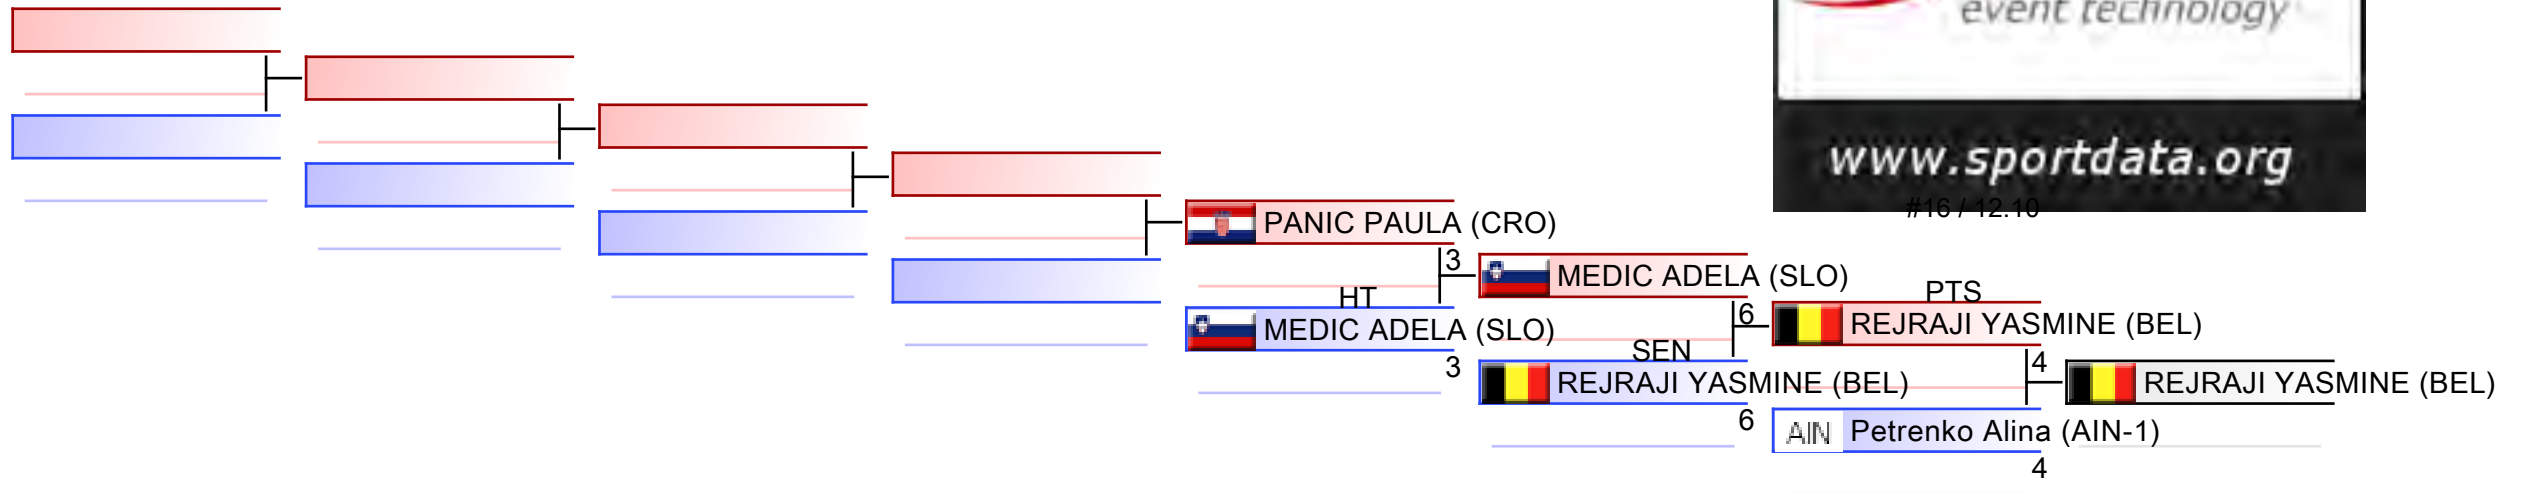 event technology
www.sportdata.org
#16 / 12.10
PANIC PAULA (CRO)
3
HT
MEDIC ADELA (SLO)
3
MEDIC ADELA (SLO)
6
SEN
REJRAJI YASMINE (BEL)
6
PTS
REJRAJI YASMINE (BEL)
4
AIN Petrenko Alina (AIN-1)
4
REJRAJI YASMINE (BEL)